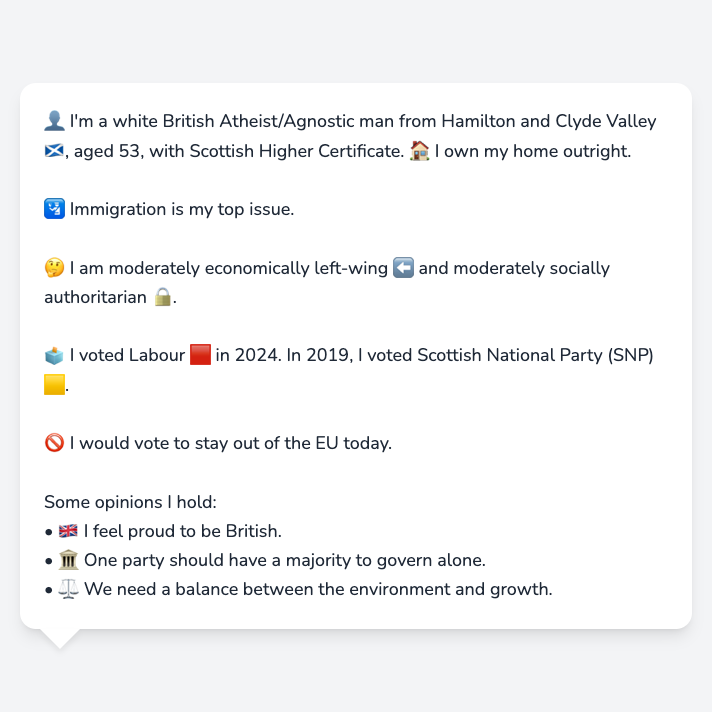 👤 I'm a white British Atheist/Agnostic man from Hamilton and Clyde Valley
🏴󠁧󠁢󠁳󠁣󠁴󠁿, aged 53, with Scottish Higher Certificate. 🏠 I own my home outright.
🛂 Immigration is my top issue.
🤔 I am moderately economically left-wing ⬅️ and moderately socially
authoritarian 🔒.
🗳️ I voted Labour 🟥 in 2024. In 2019, I voted Scottish National Party (SNP)
🟨.
🚫 I would vote to stay out of the EU today.
Some opinions I hold:
• 🇬🇧 I feel proud to be British.
• 🏛️ One party should have a majority to govern alone.
• ⚖️ We need a balance between the environment and growth.